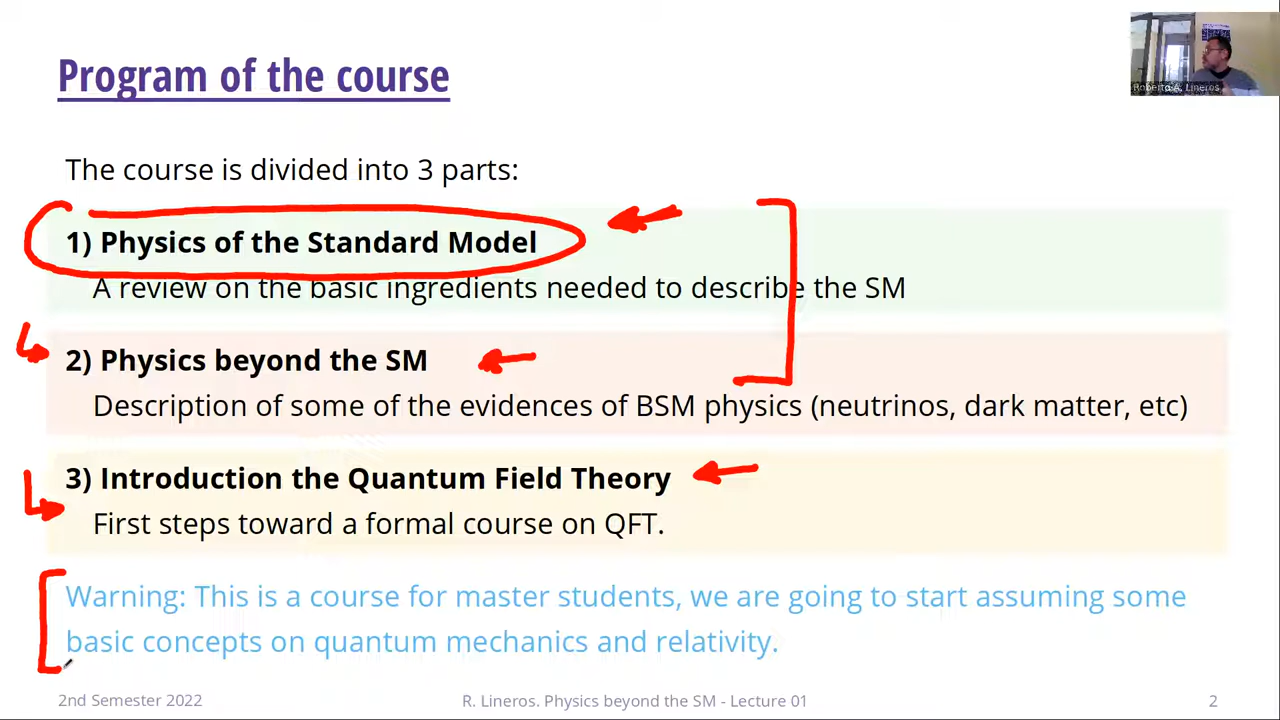 Program of the course
Roberto A. Lineros
The course is divided into 3 parts:
1) Physics of the Standard Model
A review on the basic ingredients needed to describe the SM
2) Physics beyond the SM
Description of some of the evidences of BSM physics (neutrinos, dark matter, etc)
3) Introduction the Quantum Field Theory
First steps toward a formal course on QFT.
Warning: This is a course for master students, we are going to start assuming some
basic concepts on quantum mechanics and relativity.
2nd Semester 2022
R. Lineros. Physics beyond the SM - Lecture 01
2